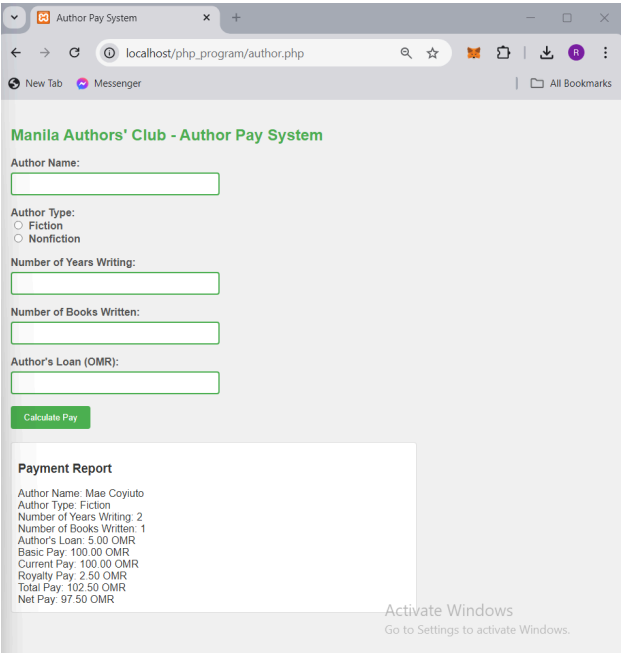 Author Pay System
localhost/php_program/author.php
R
New Tab
Messenger
All Bookmarks
Manila Authors' Club - Author Pay System
Author Name:
Author Type:
Fiction
Nonfiction
Number of Years Writing:
Number of Books Written:
Author's Loan (OMR):
Calculate Pay
Payment Report
Author Name: Mae Coyiuto
Author Type: Fiction
Number of Years Writing: 2
Number of Books Written: 1
Author's Loan: 5.00 OMR
Basic Pay: 100.00 OMR
Current Pay: 100.00 OMR
Royalty Pay: 2.50 OMR
Total Pay: 102.50 OMR
Net Pay: 97.50 OMR
Activate Windows
Go to Settings to activate Windows.